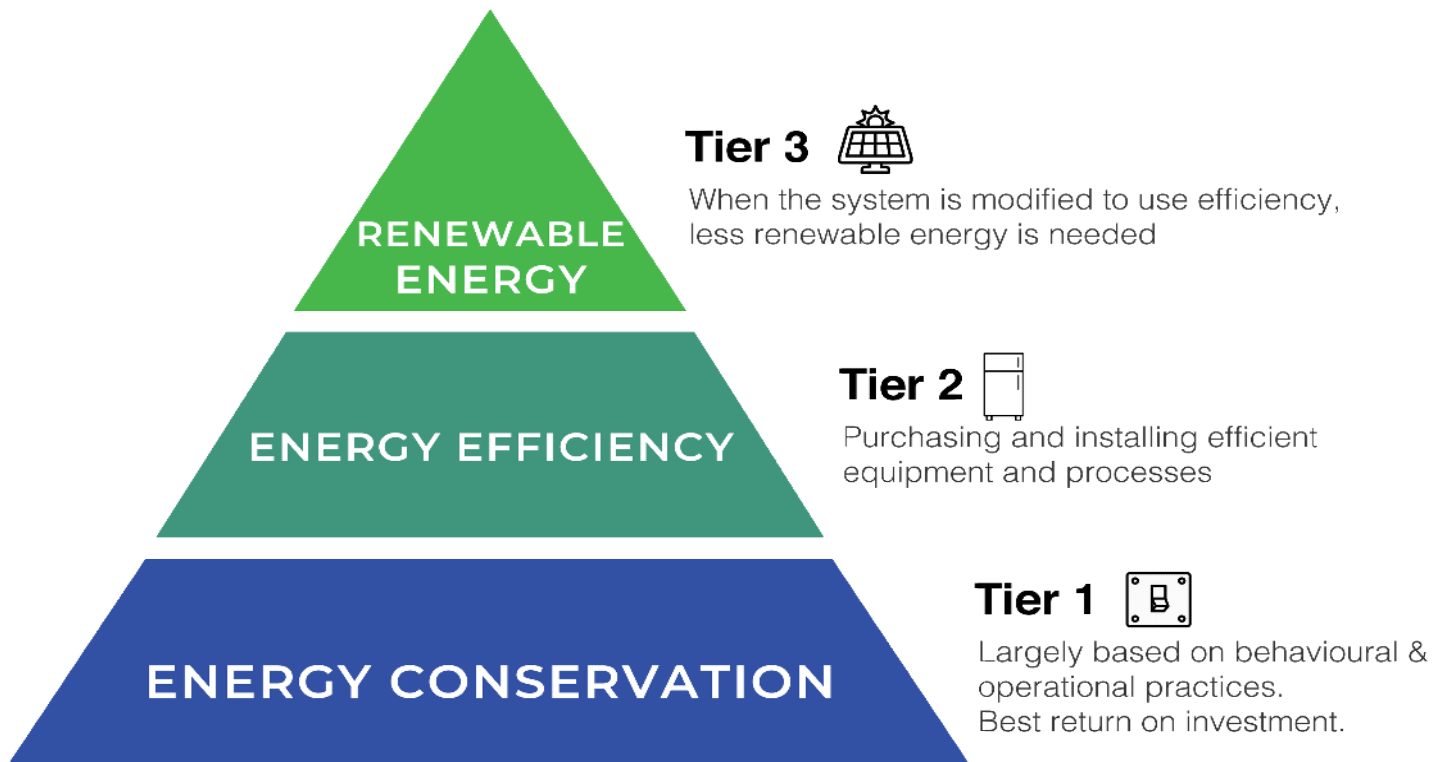 Tier 3
When the system is modified to use efficiency,
less renewable energy is needed
RENEWABLE
ENERGY
Tier 2
Purchasing and installing efficient
equipment and processes
ENERGY EFFICIENCY
Tier 1
Largely based on behavioural &
operational practices.
Best return on investment.
ENERGY CONSERVATION